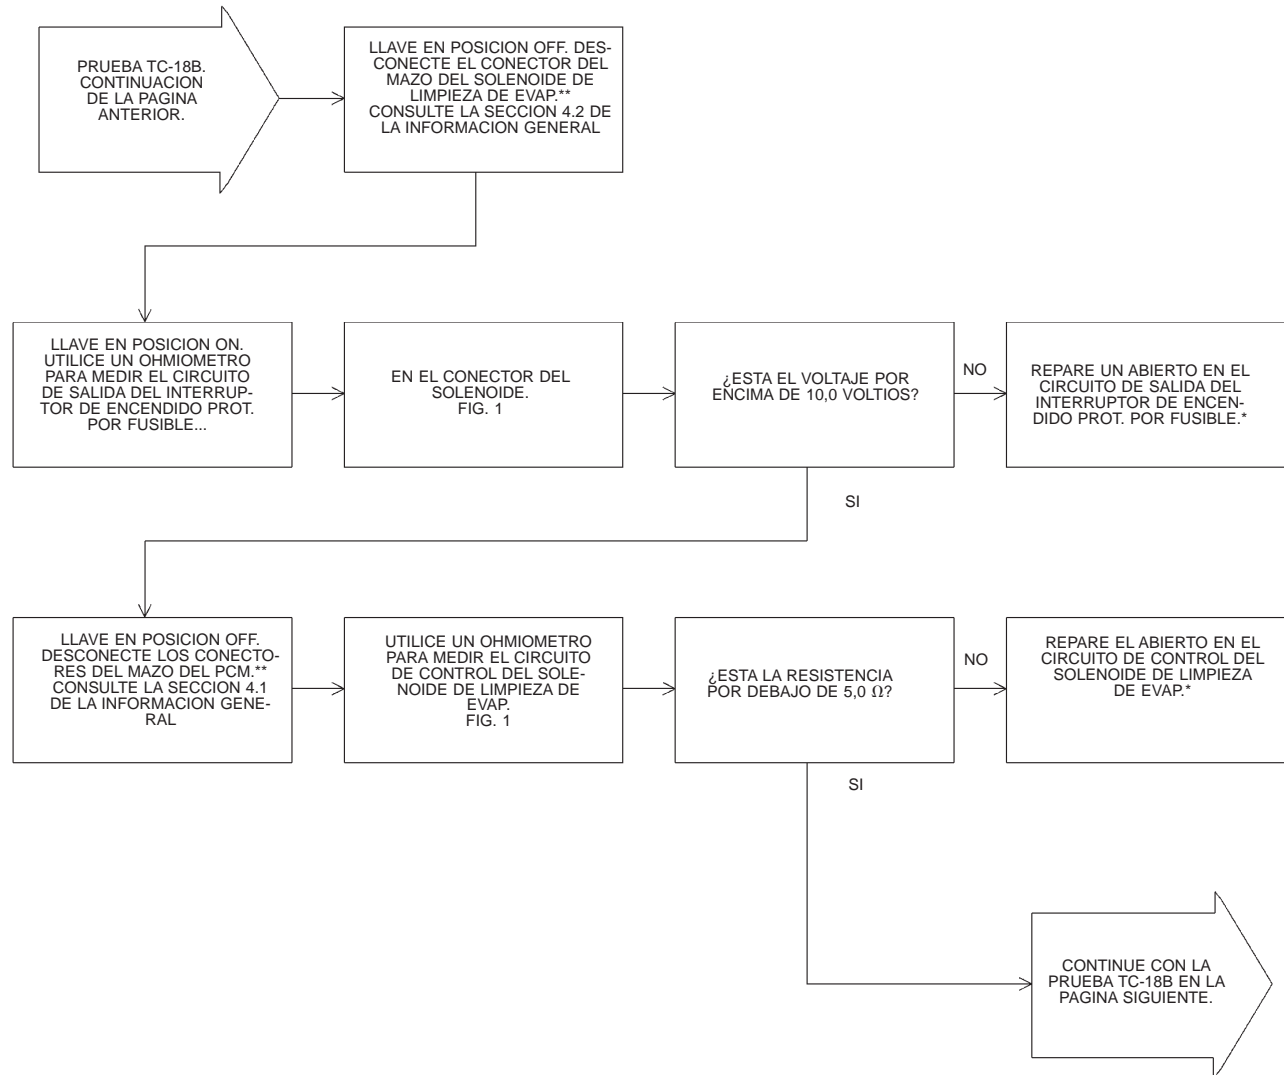 PRUEBA TC-18B.
CONTINUACION
DE LA PAGINA
ANTERIOR.
LLAVE EN POSICION OFF. DES-
CONECTE EL CONECTOR DEL
MAZO DEL SOLENOIDE DE
LIMPIEZA DE EVAP.**
CONSULTE LA SECCION 4.2 DE
LA INFORMACION GENERAL
LLAVE EN POSICION ON.
UTILICE UN OHMIOMETRO
PARA MEDIR EL CIRCUITO
DE SALIDA DEL INTERRUP-
TOR DE ENCENDIDO PROT.
POR FUSIBLE...
EN EL CONECTOR DEL
SOLENOIDE.
FIG. 1
¿ESTA EL VOLTAJE POR
ENCIMA DE 10,0 VOLTIOS?
NO
REPARE UN ABIERTO EN EL
CIRCUITO DE SALIDA DEL
INTERRUPTOR DE ENCEN-
DIDO PROT. POR FUSIBLE.*
SI
LLAVE EN POSICION OFF.
DESCONECTE LOS CONECTO-
RES DEL MAZO DEL PCM.**
CONSULTE LA SECCION 4.1
DE LA INFORMACION GENE-
RAL
UTILICE UN OHMIOMETRO
PARA MEDIR EL CIRCUITO
DE CONTROL DEL SOLE-
NOIDE DE LIMPIEZA DE
EVAP.
FIG. 1
¿ESTA LA RESISTENCIA
POR DEBAJO DE 5,0 Ω?
NO
REPARE EL ABIERTO EN EL
CIRCUITO DE CONTROL DEL
SOLENOIDE DE LIMPIEZA
DE EVAP.*
SI
CONTINUE CON LA
PRUEBA TC-18B EN LA
PAGINA SIGUIENTE.